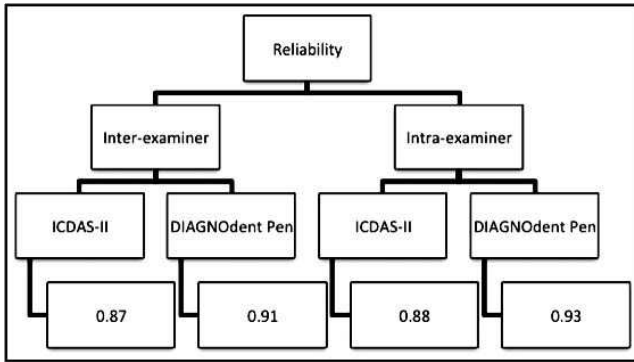 Reliability
Inter-examiner
Intra-examiner
ICDAS-II
DIAGNOdent Pen
ICDAS-II
DIAGNOdent Pen
0.87
0.91
0.88
0.93